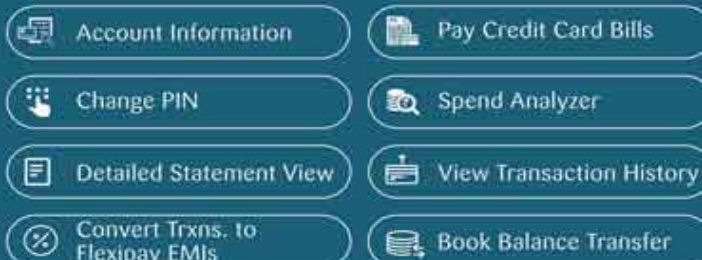 Account Information
Pay Credit Card Bills
Change PIN
Spend Analyzer
Detailed Statement View
View Transaction History
Convert Trxns. to
Flexipay EMIs
Book Balance Transfer